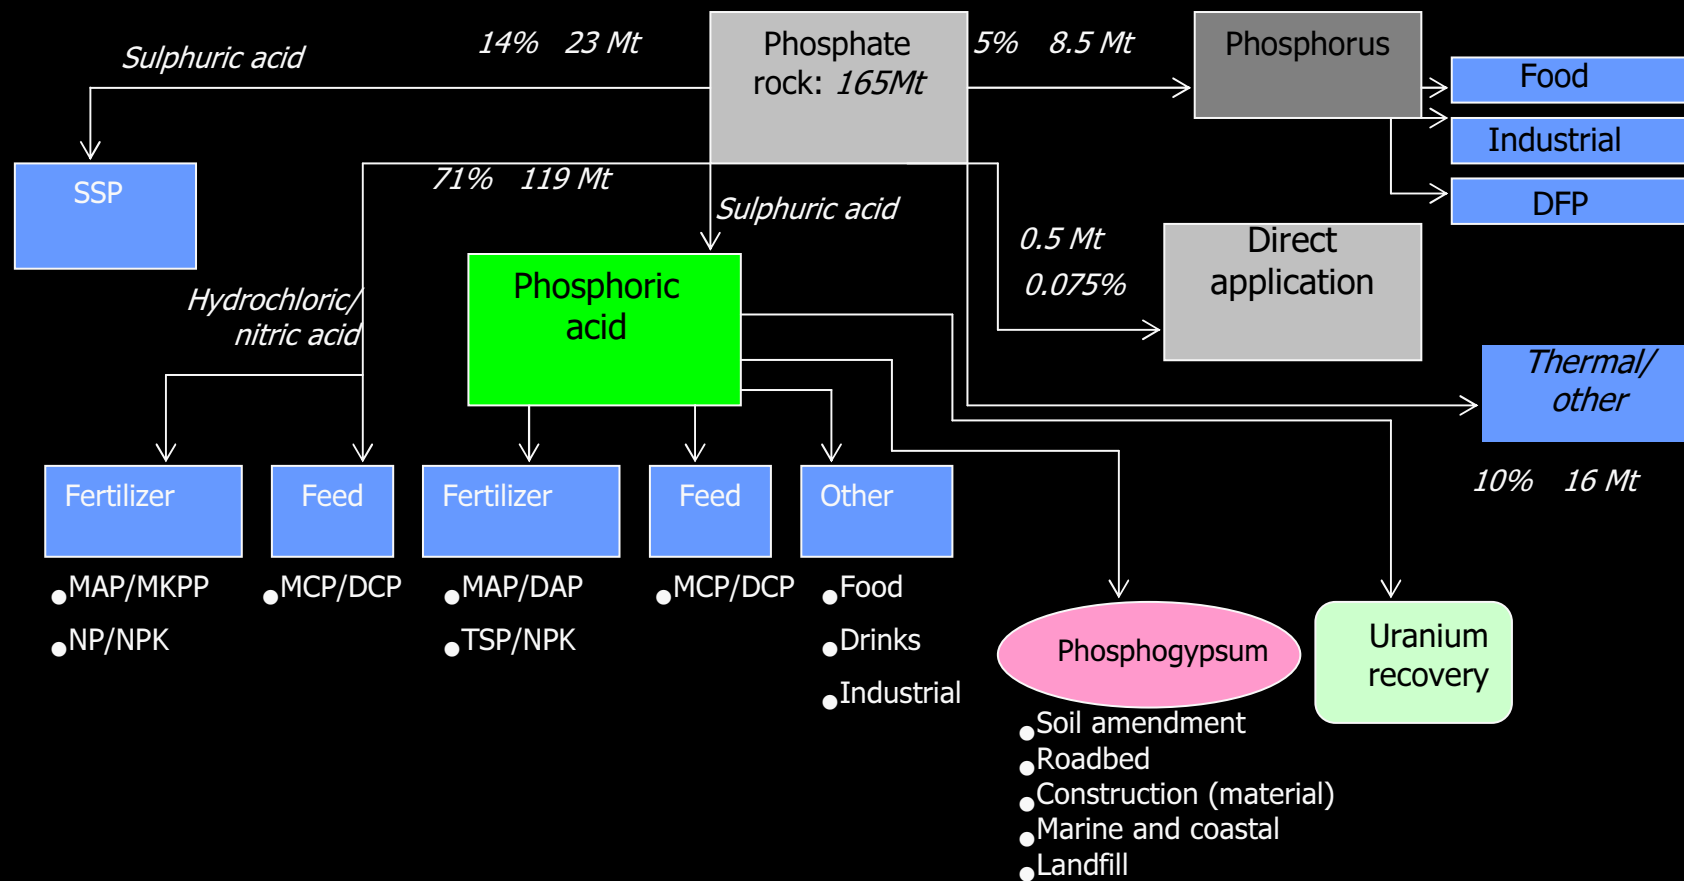 Sulphuric acid
14% 23 Mt
Phosphate
rock: 165Mt
5% 8.5 Mt
Phosphorus
Food
Industrial
DFP
SSP
71% 119 Mt
Sulphuric acid
0.5 Mt
0.075%
Direct
application
Hydrochloric/
nitric acid
Phosphoric
acid
Thermal/
other
10% 16 Mt
Fertilizer
•MAP/MKPP
•NP/NPK
Feed
•MCP/DCP
Fertilizer
•MAP/DAP
•TSP/NPK
Feed
•MCP/DCP
Other
•Food
•Drinks
•Industrial
Phosphogypsum
•Soil amendment
•Roadbed
•Construction (material)
•Marine and coastal
•Landfill
Uranium
recovery